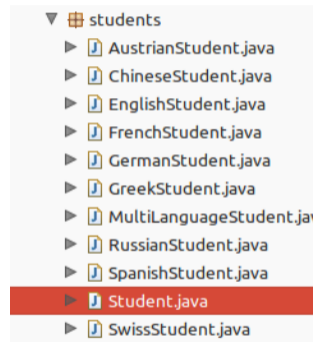 students
AustrianStudent.java
ChineseStudent.java
EnglishStudent.java
FrenchStudent.java
GermanStudent.java
GreekStudent.java
MultiLanguageStudent.jav
RussianStudent.java
SpanishStudent.java
Student.java
SwissStudent.java